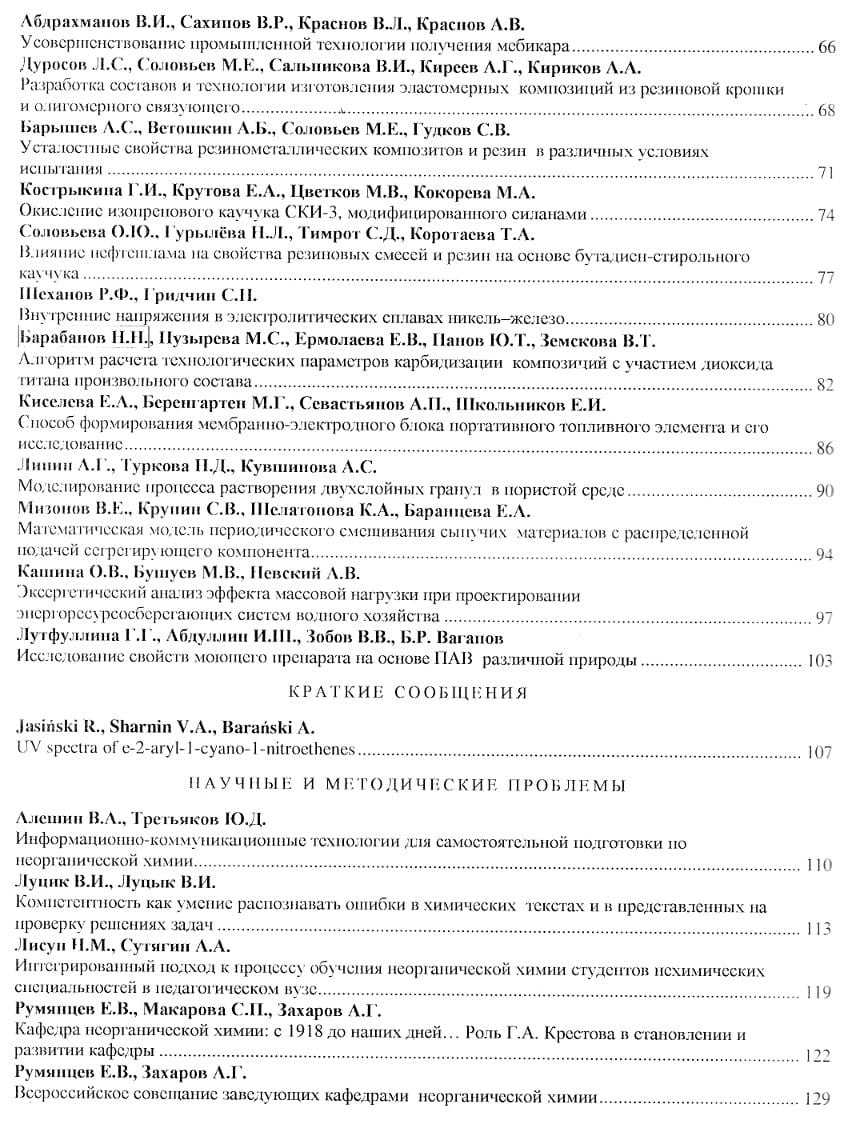 Абдрахманов В.И., Сахипов В.Р., Краснов В.Л., Краснов А.В.
Усовершенствование промышленной технологии получения мебикара 66
Дуросов Л.С., Соловьев М.Е., Сальникова В.И., Киреев А.Г., Кириков А.А.
Разработка составов и технологии изготовления эластомерных композиций из резиновой крошки
и олигомерного связующего 68
Барышев А.С., Ветошкин А.Б., Соловьев М.Е., Гудков С.В.
Усталостные свойства резинометаллических композитов и резин в различных условиях
испытания 71
Кострыкина Г.И., Крутова Е.А., Цветков М.В., Кокорева М.А.
Окисление изопренового каучука СКИ-3, модифицированного силанами 74
Соловьева О.Ю., Гурылёва Н.Л., Тимрот С.Д., Коротаева Т.А.
Влияние нефтешлама на свойства резиновых смесей и резин на основе бутадиен-стирольного
каучука 77
Шеханов Р.Ф., Гридчин С.Н.
Внутренние напряжения в электролитических сплавах никель–железо 80
Барабанов Н.Н., Пузырева М.С., Ермолаева Е.В., Панов Ю.Т., Земскова В.Т.
Алгоритм расчета технологических параметров карбидизации композиций с участием диоксида
титана произвольного состава 82
Киселева Е.А., Беренгартен М.Г., Севастьянов А.П., Школьников Е.И.
Способ формирования мембранно-электродного блока портативного топливного элемента и его
исследование 86
Липин А.Г., Туркова Н.Д., Кувшинова А.С.
Моделирование процесса растворения двухслойных гранул в пористой среде 90
Мизонов В.Е., Крупин С.В., Шелатонова К.А., Баранцева Е.А.
Математическая модель периодического смешивания сыпучих материалов с распределенной
подачей сегрегирующего компонента 94
Кашина О.В., Бушуев М.В., Невский А.В.
Эксергетический анализ эффекта массовой нагрузки при проектировании
энергоресурсосберегающих систем водного хозяйства 97
Лутфуллина Г.Г., Абдуллин И.Ш., Зобов В.В., Б.Р. Вагапов
Исследование свойств моющего препарата на основе ПАВ различной природы 103
КРАТКИЕ СООБЩЕНИЯ
Jasiński R., Sharnin V.A., Barański A.
UV spectra of e-2-aryl-1-cyano-1-nitroethenes 107
НАУЧНЫЕ И МЕТОДИЧЕСКИЕ ПРОБЛЕМЫ
Алешин В.А., Третьяков Ю.Д.
Информационно-коммуникационные технологии для самостоятельной подготовки по
неорганической химии 110
Луцик В.И., Луцык В.И.
Компетентность как умение распознавать ошибки в химических текстах и в представленных на
проверку решениях задач 113
Лисун Н.М., Сутягин А.А.
Интегрированный подход к процессу обучения неорганической химии студентов нехимических
специальностей в педагогическом вузе 119
Румянцев Е.В., Макарова С.П., Захаров А.Г.
Кафедра неорганической химии: с 1918 до наших дней… Роль Г.А. Крестова в становлении и
развитии кафедры 122
Румянцев Е.В., Захаров А.Г.
Всероссийское совещание заведующих кафедрами неорганической химии 129